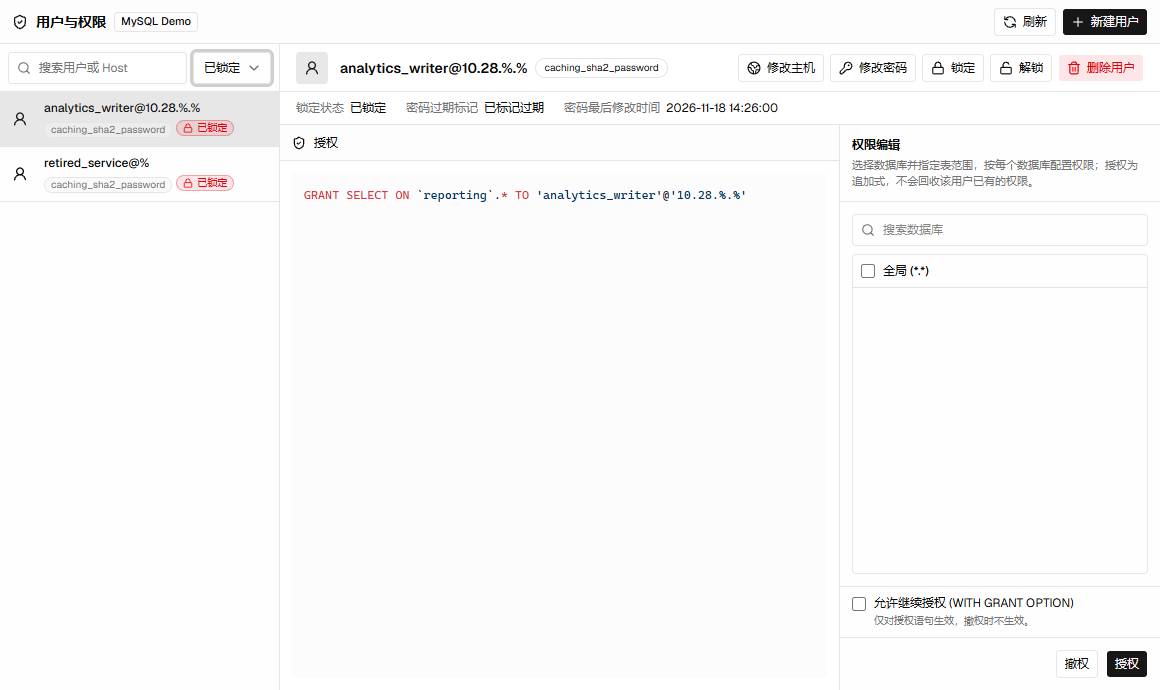 用户与权限 MySQL Demo 刷新 新建用户
搜索用户或 Host 已锁定
analytics_writer@10.28.%.%
caching_sha2_password 已锁定
retired_service@%
caching_sha2_password 已锁定
analytics_writer@10.28.%.% caching_sha2_password 修改主机 修改密码 锁定 解锁 删除用户
锁定状态 已锁定 密码过期标记 已标记过期 密码最后修改时间 2026-11-18 14:26:00
授权
GRANT SELECT ON `reporting`.* TO 'analytics_writer'@'10.28.%.%'
权限编辑
选择数据库并指定表范围，按每个数据库配置权限；授权为
追加式，不会回收该用户已有的权限。
搜索数据库
全局 (*.*)
允许继续授权 (WITH GRANT OPTION)
仅对授权语句生效，撤权时不生效。
撤权 授权